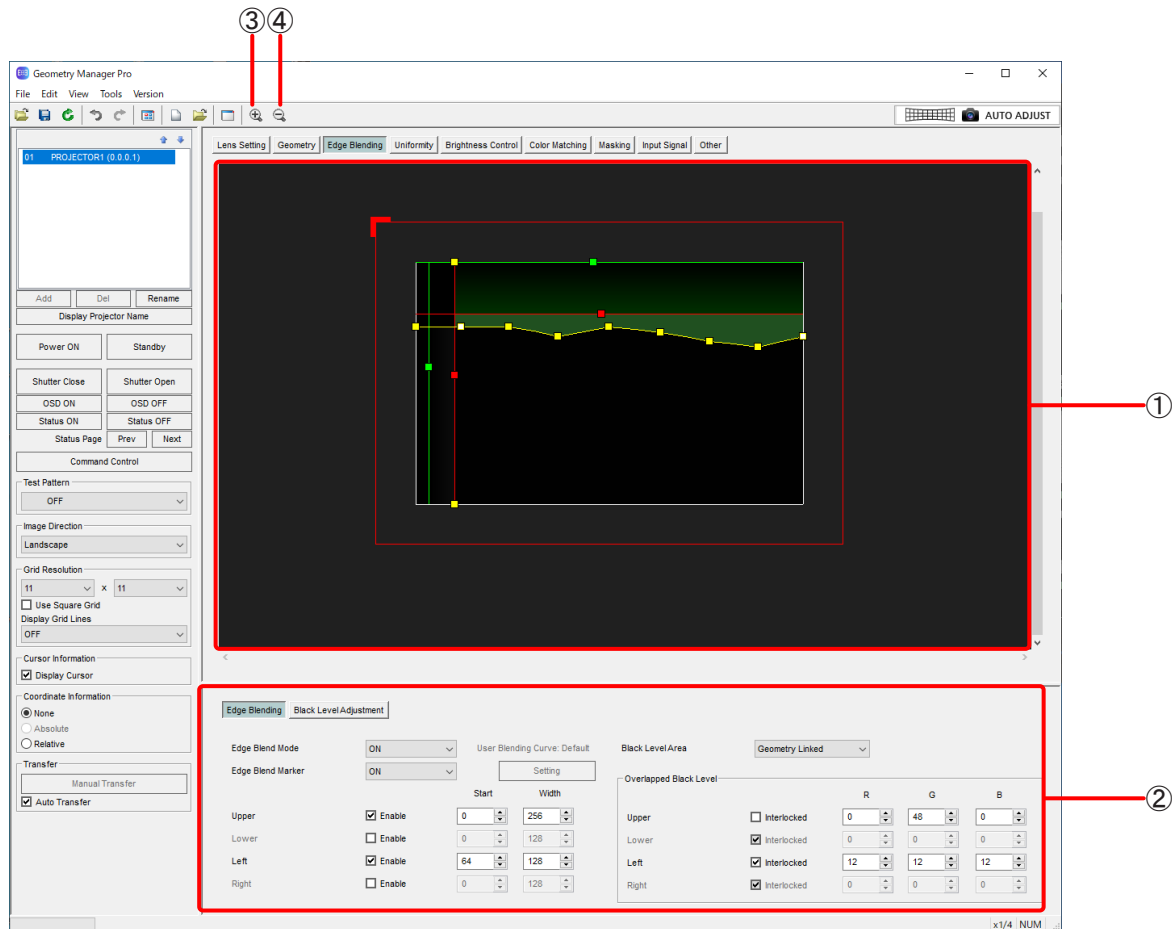 ③④
Geometry Manager Pro
File Edit View Tools Version
AUTO ADJUST
01 PROJECTOR1 (0.0.0.1)
Add Del Rename
Display Projector Name
Power ON Standby
Shutter Close Shutter Open
OSD ON OSD OFF
Status ON Status OFF
Status Page Prev Next
Command Control
Test Pattern
OFF
Image Direction
Landscape
Grid Resolution
11 x 11
Use Square Grid
Display Grid Lines
OFF
Cursor Information
Display Cursor
Coordinate Information
None
Absolute
Relative
Transfer
Manual Transfer
Auto Transfer
Lens Setting Geometry Edge Blending Uniformity Brightness Control Color Matching Masking Input Signal Other
①
Edge Blending Black Level Adjustment
Edge Blend Mode ON User Blending Curve: Default Black Level Area Geometry Linked
Edge Blend Marker ON Setting
Overlapped Black Level
Start Width R G B
Upper Enable 0 256 Upper Interlocked 0 48 0
Lower Enable 0 128 Lower Interlocked 0 0 0
Left Enable 64 128 Left Interlocked 12 12 12
Right Enable 0 128 Right Interlocked 0 0 0
②
x1/4 NUM